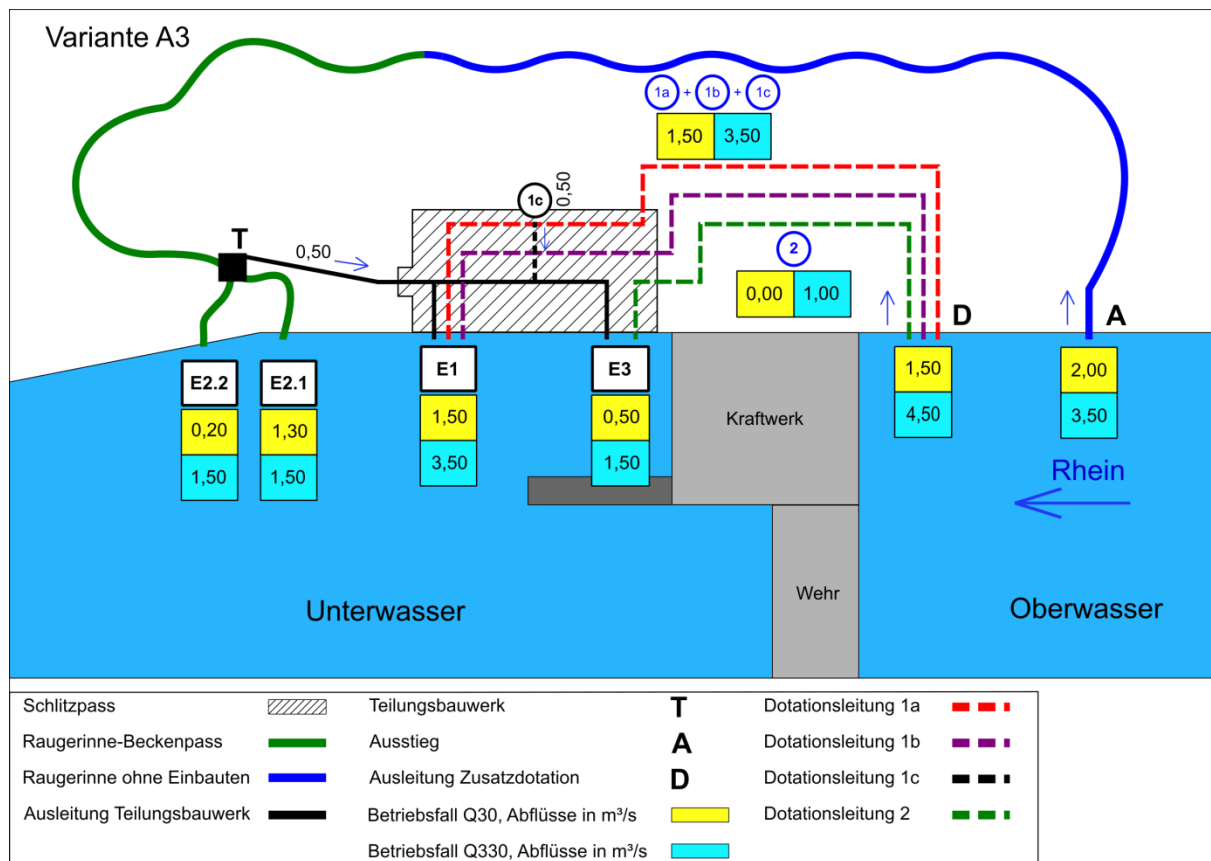 Variante A3
1a + 1b + 1c
1,50 3,50
1c
0,50
T
0,50
2
0,00 1,00
D
A
E2.2 E2.1 E1 E3
0,20 1,30 1,50 0,50 1,50 2,00
1,50 1,50 3,50 1,50 4,50 3,50
Kraftwerk
Rhein
Wehr
Unterwasser
Oberwasser
Schlitzpass
Raugerinne-Beckenpass
Raugerinne ohne Einbauten
Ausleitung Teilungsbauwerk
Teilungsbauwerk T
Ausstieg A
Ausleitung Zusatzdotation D
Betriebsfall Q30, Abflüsse in m³/s
Betriebsfall Q330, Abflüsse in m³/s
Dotationsleitung 1a
Dotationsleitung 1b
Dotationsleitung 1c
Dotationsleitung 2